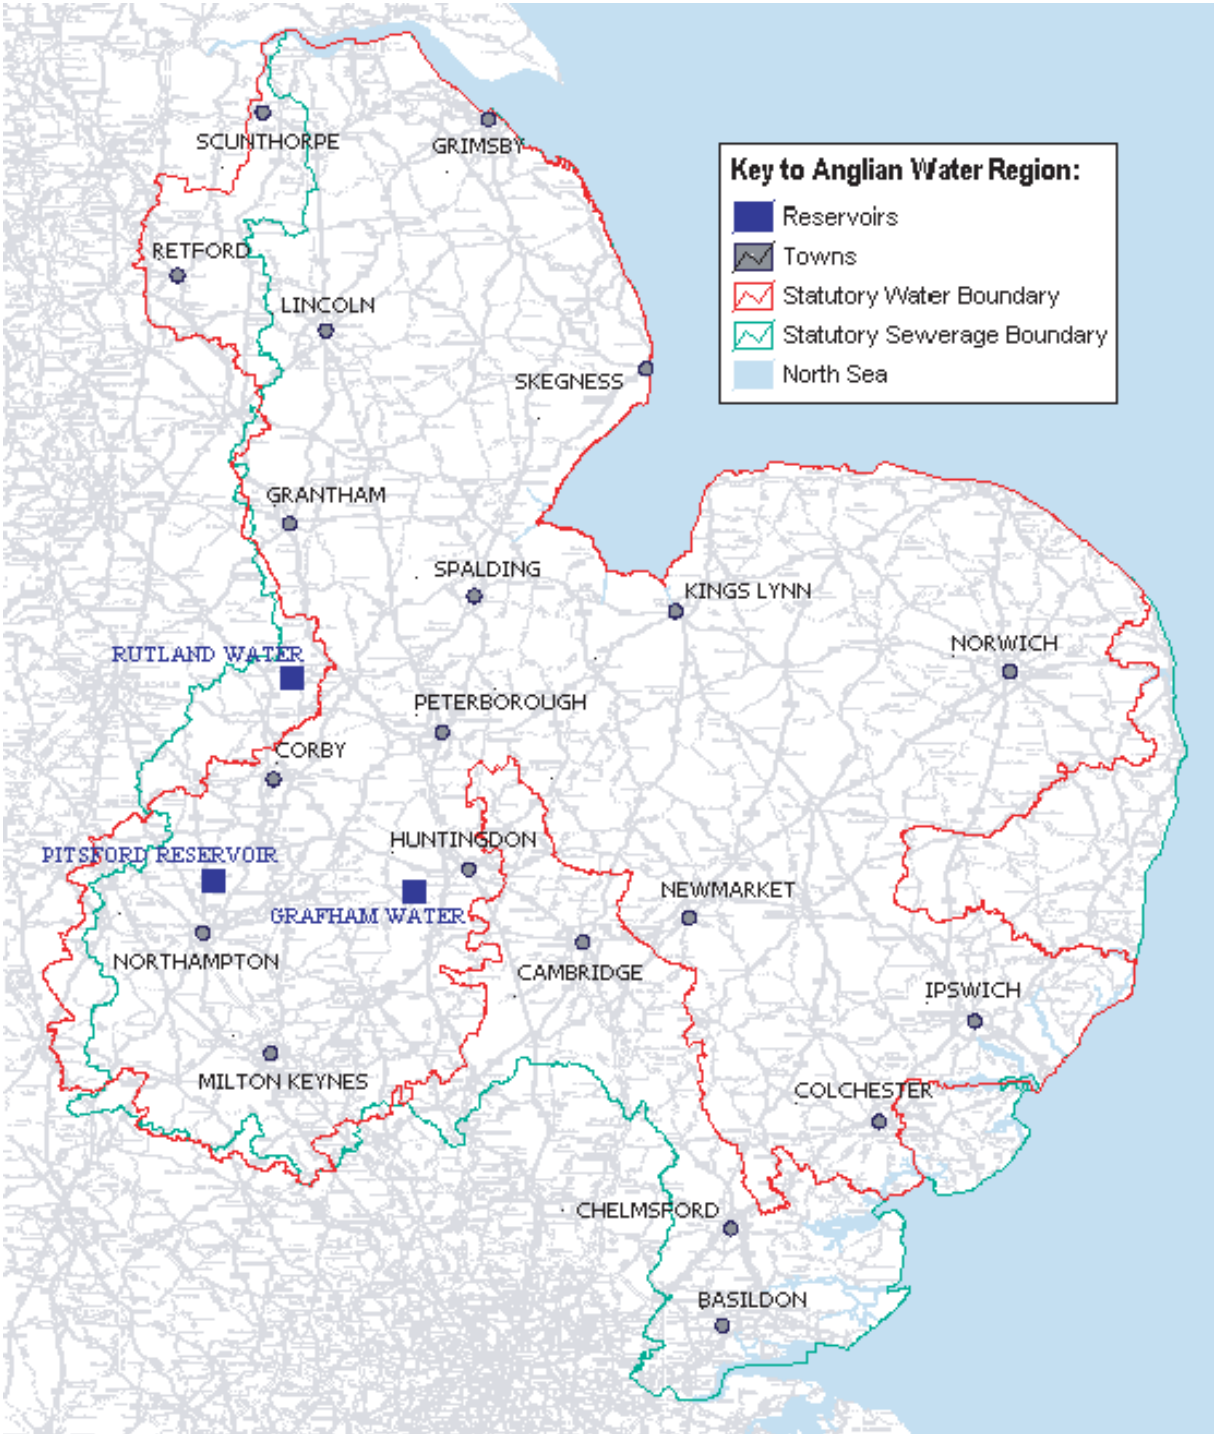 SCUNTHORPE
GRIMSBY
Key to Anglian Water Region:
Reservoirs
Towns
Statutory Water Boundary
Statutory Sewerage Boundary
North Sea
RETFORD
LINCOLN
SKEGNESS
GRANTHAM
SPALDING
KINGS LYNN
NORWICH
RUTLAND WATER
PETERBOROUGH
CORBY
HUNTINGDON
PITSFORD RESERVOIR
NEWMARKET
GRAFHAM WATER
NORTHAMPTON
CAMBRIDGE
IPSWICH
MILTON KEYNES
COLCHESTER
CHELMSFORD
BASILDON